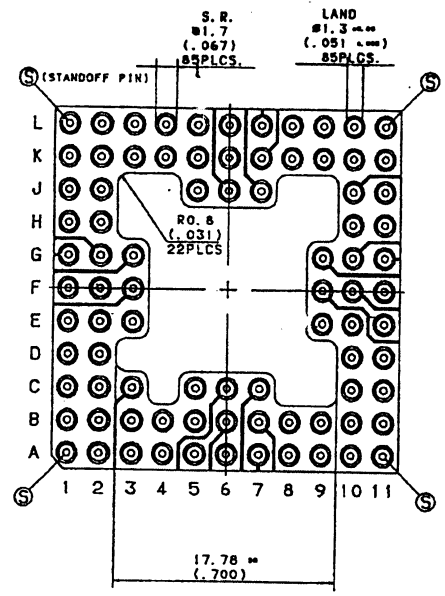 S.R. LAND
ø1.7 ø1.3
(.067) (.051
85PLCS. 85PLCS.
Ⓢ (STANDOFF PIN) Ⓢ
L
K
J
H
R0.8
(.031)
22PLCS
G
F
E
D
C
B
A
Ⓢ 1 2 3 4 5 6 7 8 9 10 11 Ⓢ
17.78
(.700)